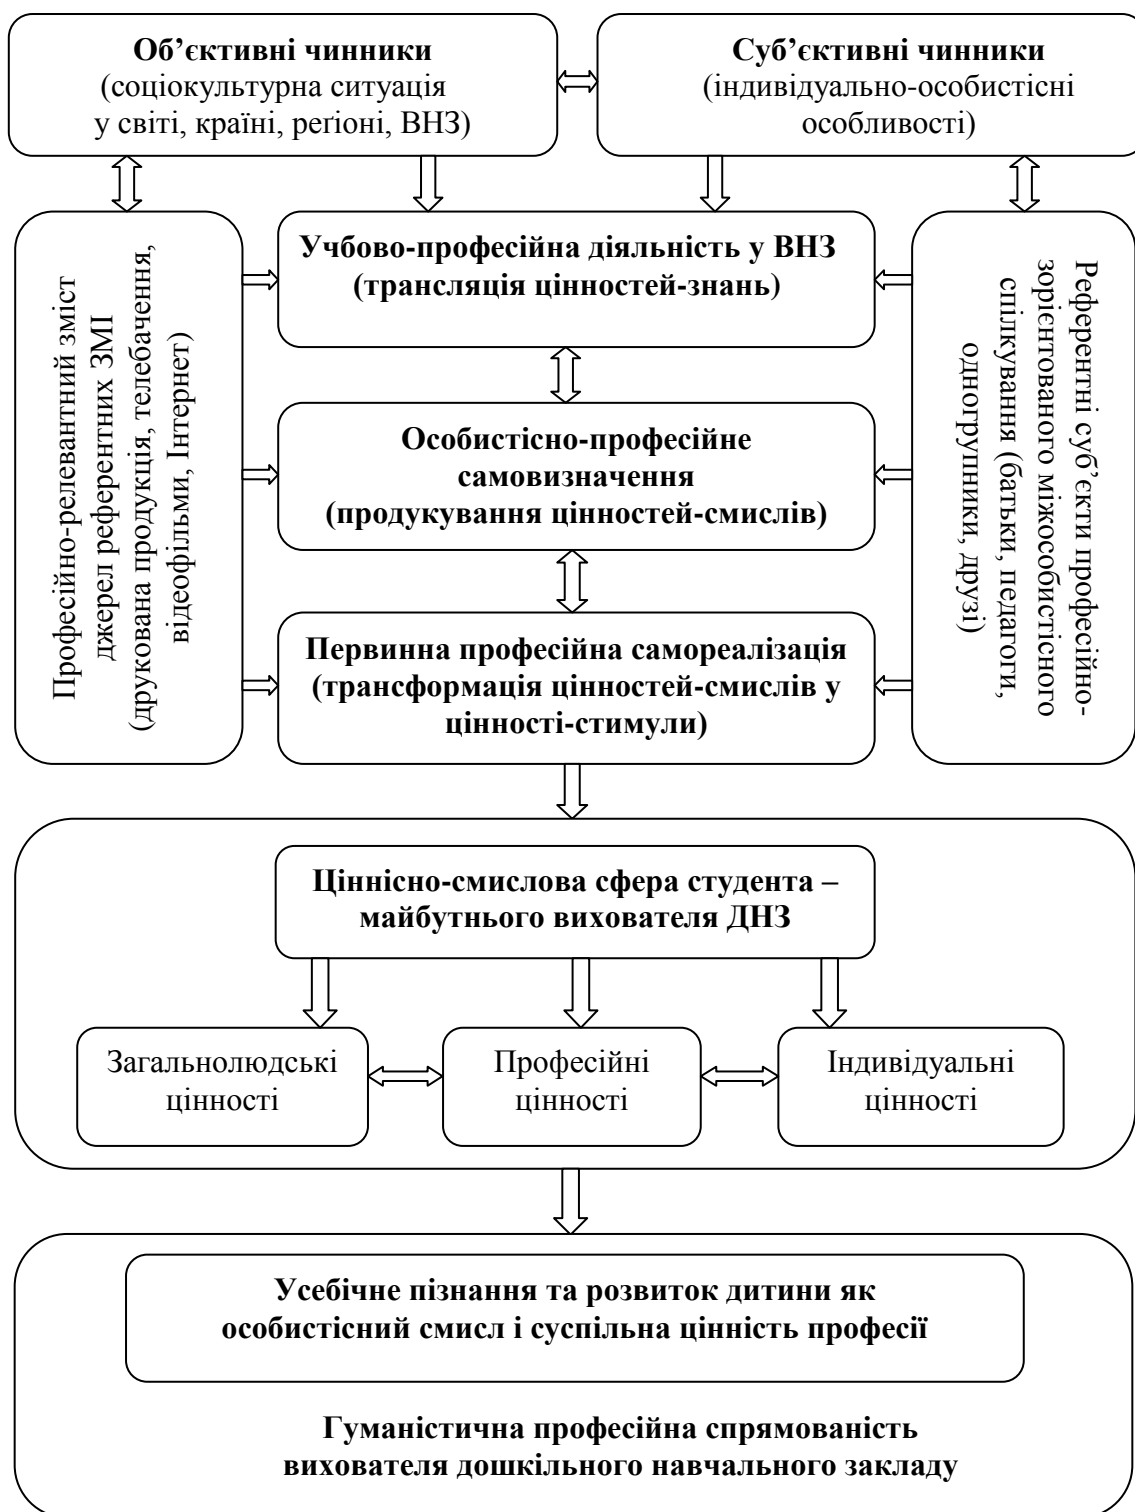 Об’єктивні чинники
(соціокультурна ситуація
у світі, країні, реґіоні, ВНЗ)
Суб’єктивні чинники
(індивідуально-особистісні
особливості)
Професійно-релевантний зміст
джерел референтних ЗМІ
(друкована продукція, телебачення,
відеофільми, Інтернет)
Учбово-професійна діяльність у ВНЗ
(трансляція цінностей-знань)
Особистісно-професійне
самовизначення
(продукування цінностей-смислів)
Первинна професійна самореалізація
(трансформація цінностей-смислів у
цінності-стимули)
Референтні суб’єкти професійно-
зорієнтованого міжособистісного
спілкування (батьки, педагоги,
одногрупники, друзі)
Ціннісно-смислова сфера студента –
майбутнього вихователя ДНЗ
Загальнолюдські
цінності
Професійні
цінності
Індивідуальні
цінності
Усебічне пізнання та розвиток дитини як
особистісний смисл і суспільна цінність професії
Гуманістична професійна спрямованість
вихователя дошкільного навчального закладу